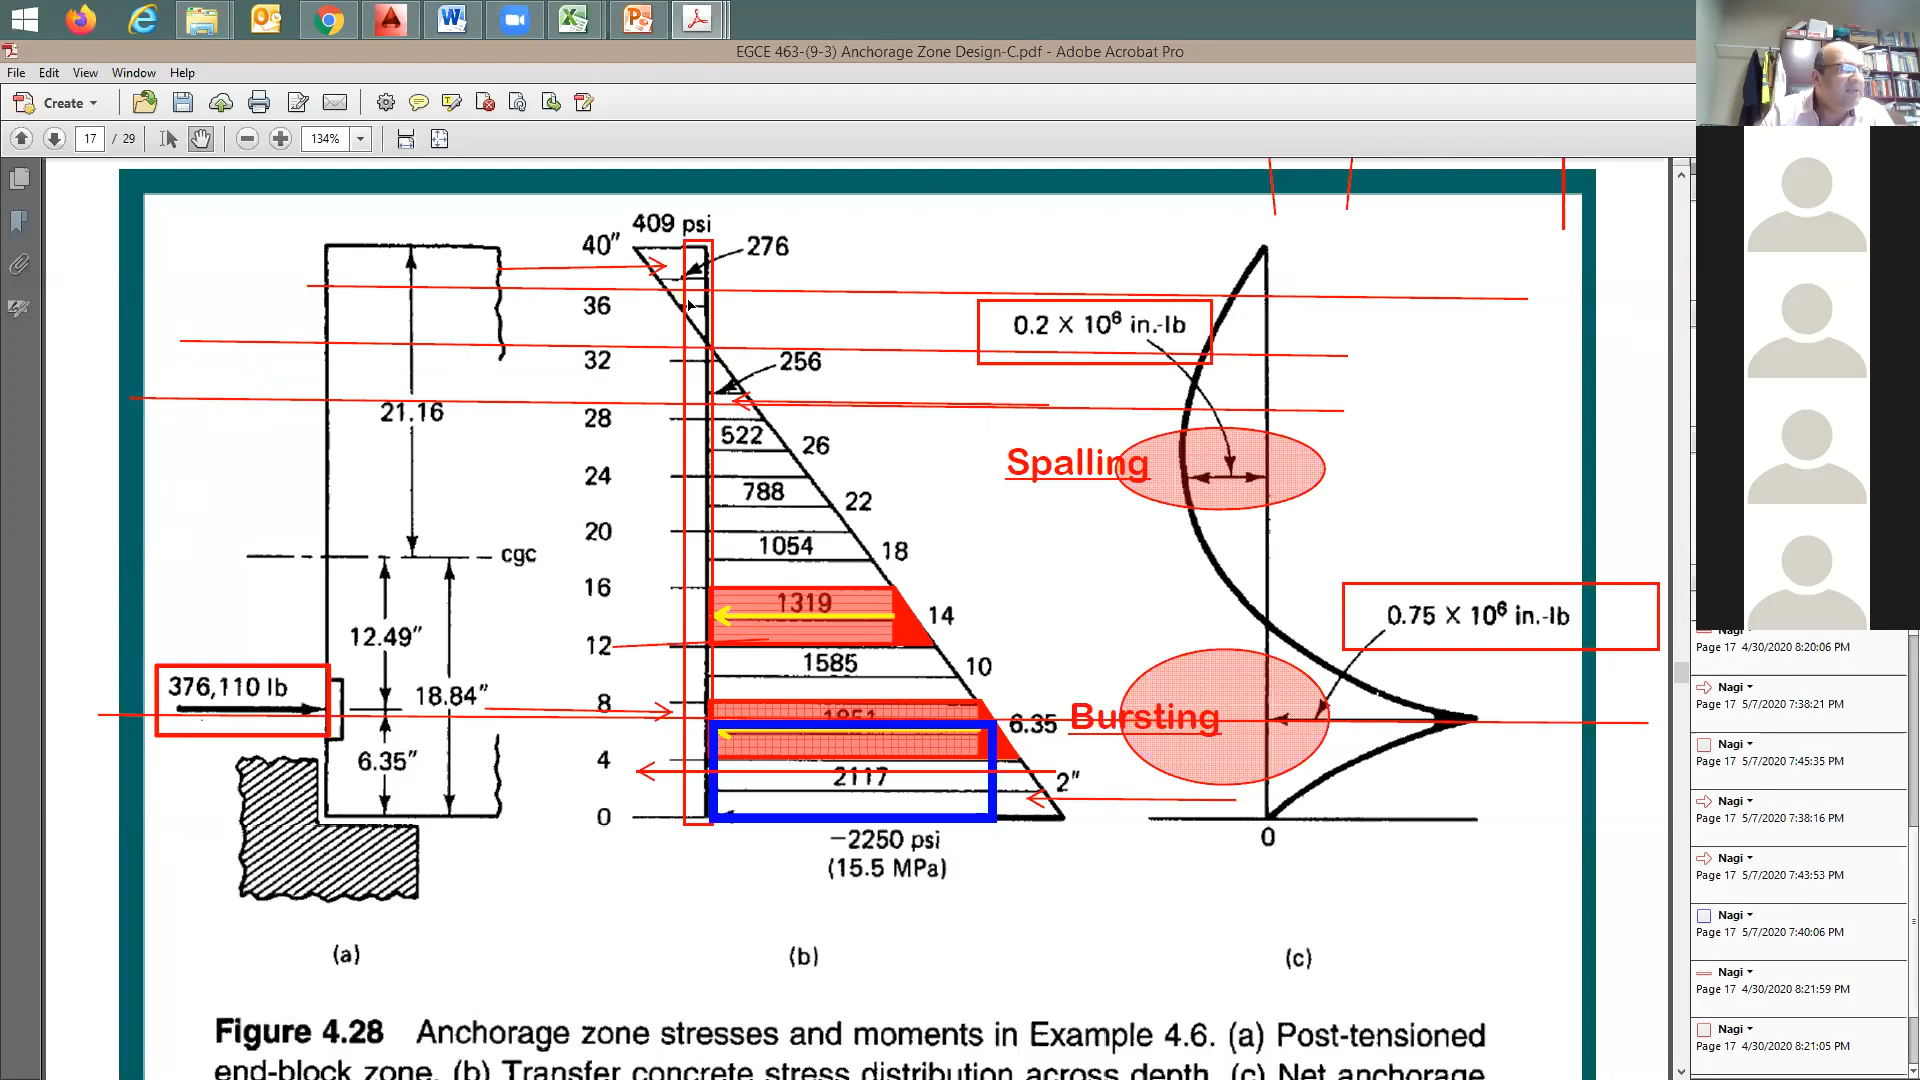 EGCE 463-(9-3) Anchorage Zone Design-C.pdf - Adobe Acrobat Pro
File Edit View Window Help
Create
17 / 29
134%
409 psi
40" 276
36
0.2 X 10⁶ in.-lb
32 256
21.16 28
522 26
Spalling
24 788 22
20
1054 18
cgc
16
1319 14
0.75 X 10⁶ in.-lb
12.49" 12
1585 10
376,110 lb
18.84" 8
1851
6.35 Bursting
6.35" 4
2117 2"
0
-2250 psi
(15.5 MPa)
0
(a) (b) (c)
Figure 4.28 Anchorage zone stresses and moments in Example 4.6. (a) Post-tensioned
end-block zone. (b) Transfer concrete stress distribution across depth. (c) Net anchorage
Nagi
Page 17 4/30/2020 8:20:06 PM
Nagi
Page 17 5/7/2020 7:38:21 PM
Nagi
Page 17 5/7/2020 7:45:35 PM
Nagi
Page 17 5/7/2020 7:38:16 PM
Nagi
Page 17 5/7/2020 7:43:53 PM
Nagi
Page 17 5/7/2020 7:40:06 PM
Nagi
Page 17 4/30/2020 8:21:59 PM
Nagi
Page 17 4/30/2020 8:21:05 PM